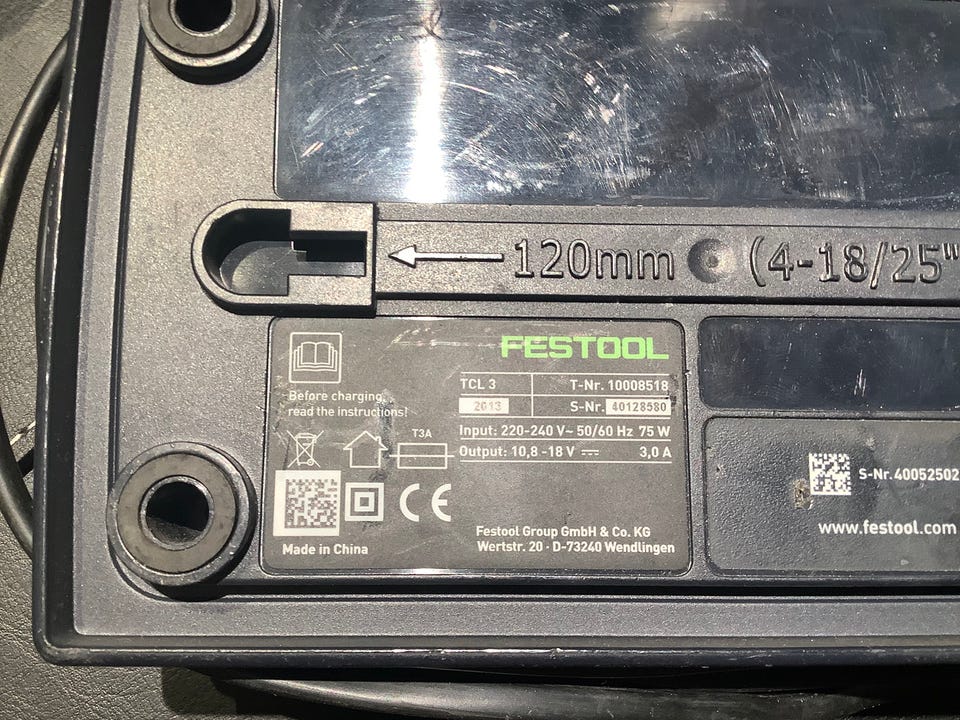 120mm (4-18/25"
FESTOOL
TCL 3 T-Nr. 10008518
2013 S-Nr. 40128580
Input: 220-240 V~ 50/60 Hz 75 W
Output: 10,8 -18 V ⎓ 3,0 A
Before charging,
read the instructions!
T3A
CE
Made in China
Festool Group GmbH & Co. KG
Wertstr. 20 · D-73240 Wendlingen
S-Nr. 40052502
www.festool.com